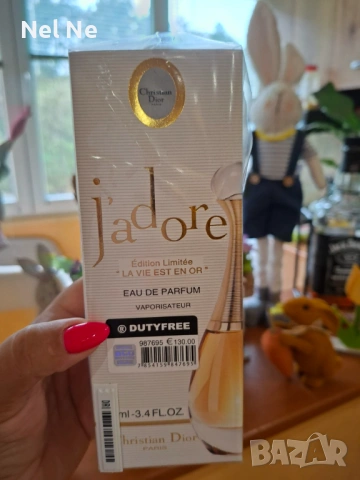 Nel Ne
Christian
Dior
j'adore
Édition Limitée
" LA VIE EST EN OR "
EAU DE PARFUM
VAPORISATEUR
® DUTYFREE
987695 € 130.00
ml-3.4 FL.OZ.
Christian Dior
PARIS
BAZAR